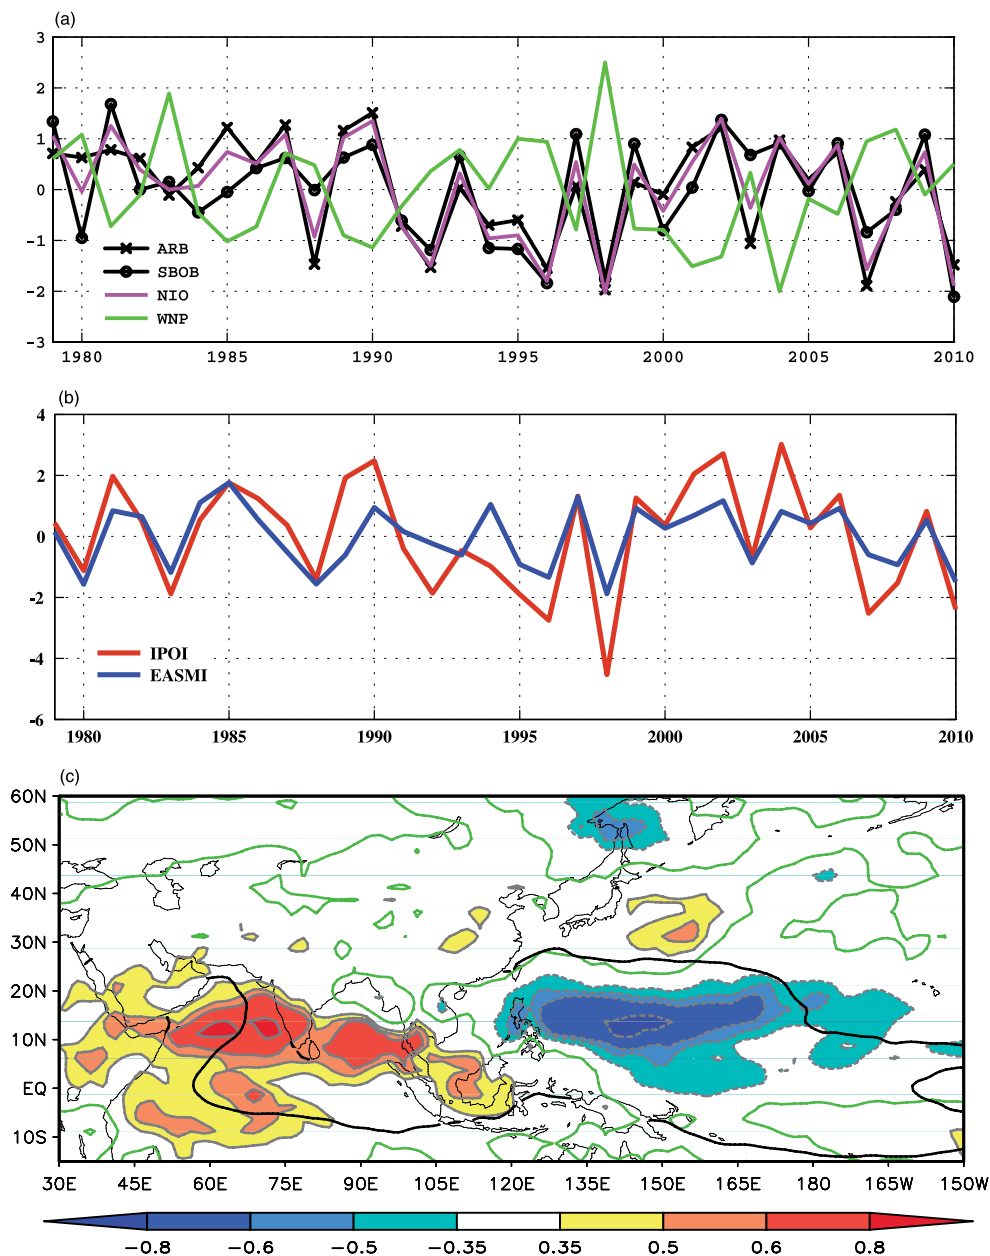 (a)
3
2
1
0
-1
-2
-3
ARB
SBOB
NIO
WNP
1980 1985 1990 1995 2000 2005 2010
(b)
4
2
0
-2
-4
-6
IPOI
EASMI
1980 1985 1990 1995 2000 2005 2010
(c)
60N
50N
40N
30N
20N
10N
EQ
10S
30E 45E 60E 75E 90E 105E 120E 135E 150E 165E 180 165W 150W
-0.8 -0.6 -0.5 -0.35 0.35 0.5 0.6 0.8